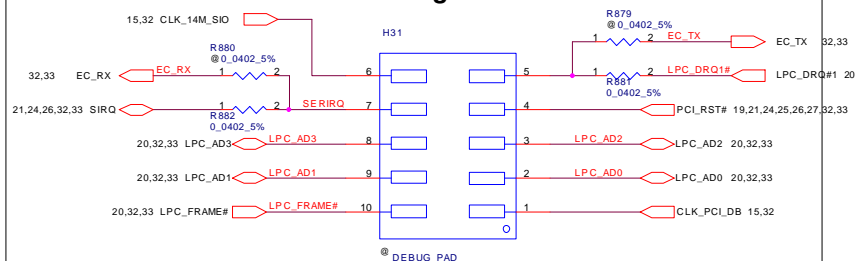 15,32 CLK_14M_SIO
H31
R879
@0_0402_5%
1 2 EC_TX EC_TX 32,33
R880
@0_0402_5%
32,33 EC_RX EC_RX 1 2
6 5
1 2 LPC_DRQ1# LPC_DRQ#1 20
R881
0_0402_5%
21,24,26,32,33 SIRQ 1 2 SERIRQ 7
R882
0_0402_5%
4 PCI_RST# 19,21,24,25,26,27,32,33
20,32,33 LPC_AD3 LPC_AD3 8
3 LPC_AD2 LPC_AD2 20,32,33
20,32,33 LPC_AD1 LPC_AD1 9
2 LPC_AD0 LPC_AD0 20,32,33
20,32,33 LPC_FRAME# LPC_FRAME# 10
1 CLK_PCI_DB 15,32
@ DEBUG PAD